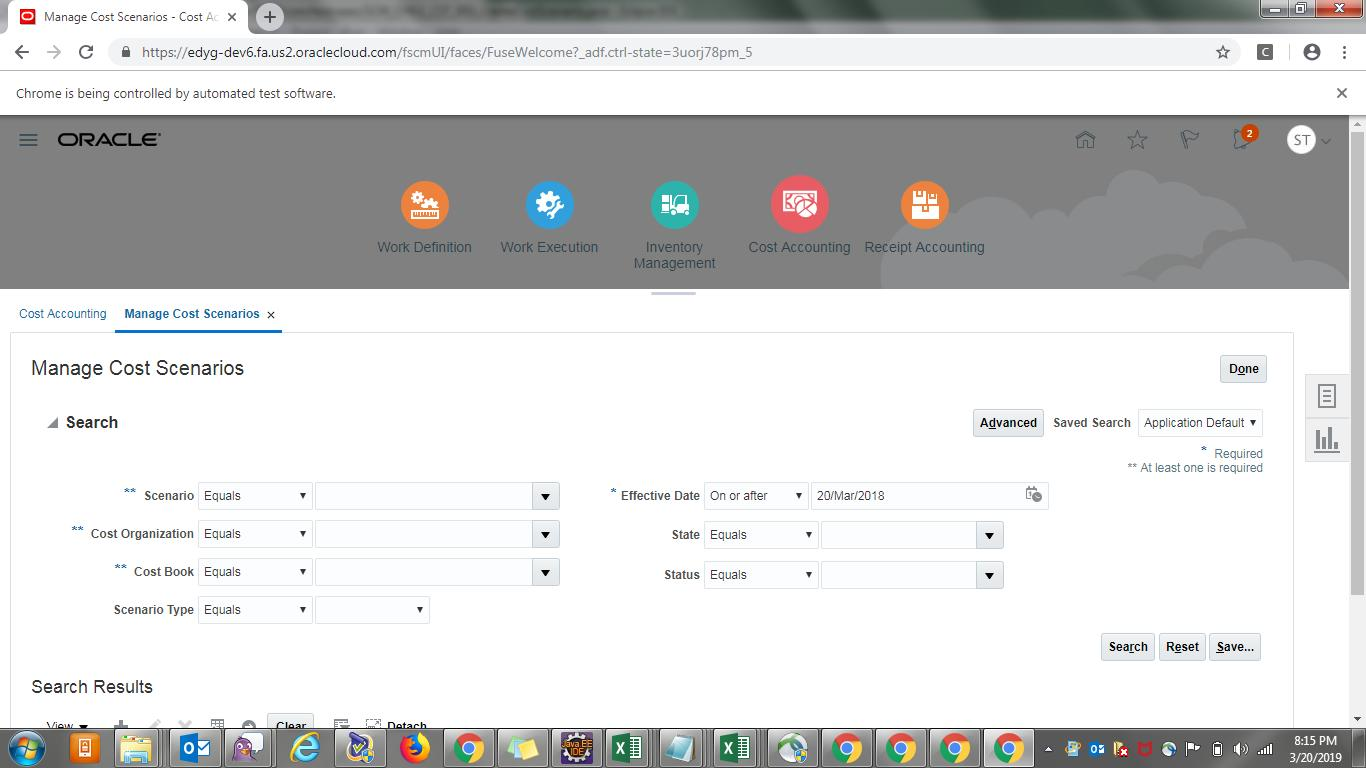 Manage Cost Scenarios - Cost Ac
https://edyg-dev6.fa.us2.oraclecloud.com/fscmUI/faces/FuseWelcome?_adf.ctrl-state=3uorj78pm_5
C
Chrome is being controlled by automated test software.
ORACLE
2
ST
Work Definition
Work Execution
Inventory Management
Cost Accounting
Receipt Accounting
Cost Accounting
Manage Cost Scenarios
Manage Cost Scenarios
Done
Search
Advanced
Saved Search
Application Default
* Required
** At least one is required
** Scenario Equals
* Effective Date On or after 20/Mar/2018
** Cost Organization Equals
State Equals
** Cost Book Equals
Status Equals
Scenario Type Equals
Search
Reset
Save...
Search Results
View
Clear
Detach
Java EE
IDE
8:15 PM
3/20/2019